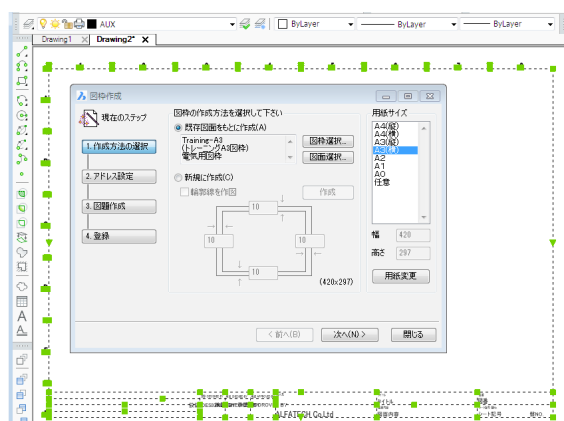 AUX
ByLayer
ByLayer
ByLayer
Drawing1
Drawing2*
図枠作成
現在のステップ
1.作成方法の選択
2.アドレス設定
3.図題作成
4.登録
図枠の作成方法を選択して下さい
既存図面をもとに作成(A)
Training-A3
(トレーニングA3図枠)
電気用図枠
図枠選択...
図面選択...
新規に作成(C)
輪郭線を作図
作成
10
10
10
10
(420x297)
用紙サイズ
A4(縦)
A4(横)
A3(縦)
A3(横)
A2
A1
A0
任意
幅 420
高さ 297
用紙変更
< 前へ(B)
次へ(N) >
閉じる
ALFATECH Co.Ltd